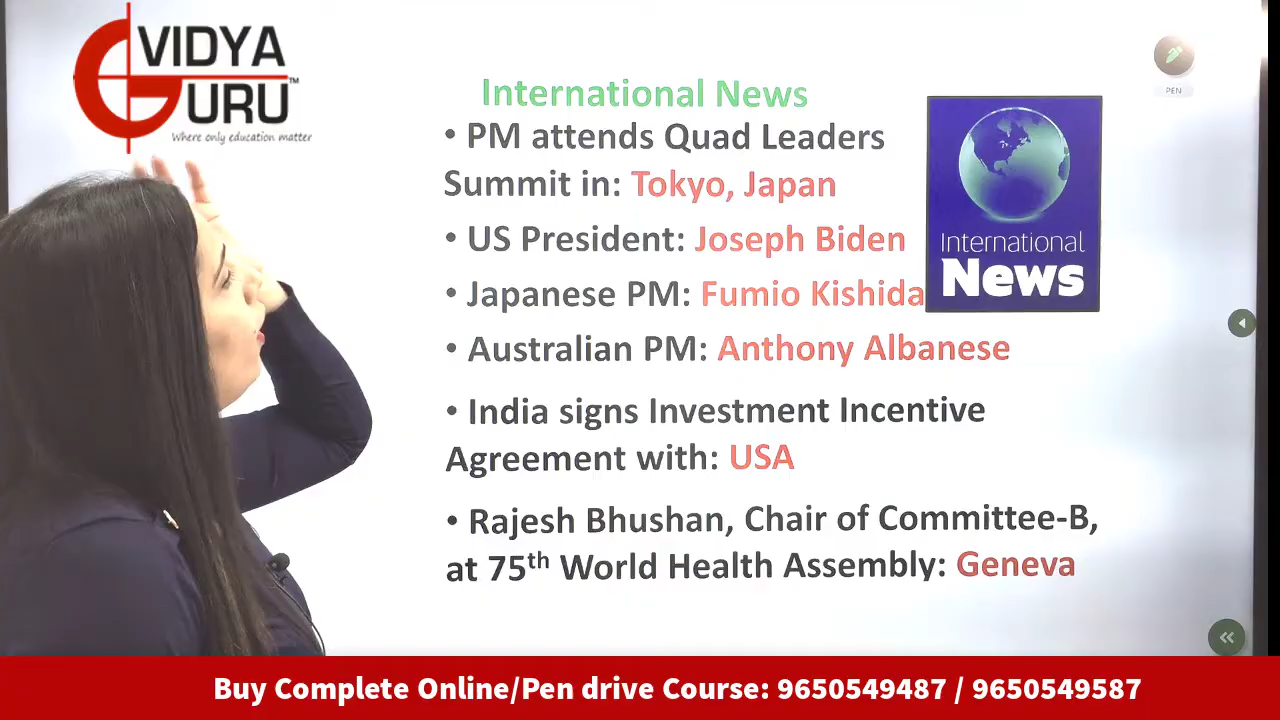 VIDYA
GURU™
Where only education matter
PEN
International News
• PM attends Quad Leaders
Summit in: Tokyo, Japan
• US President: Joseph Biden
• Japanese PM: Fumio Kishida
• Australian PM: Anthony Albanese
• India signs Investment Incentive
Agreement with: USA
• Rajesh Bhushan, Chair of Committee-B,
at 75th World Health Assembly: Geneva
International
News
Buy Complete Online/Pen drive Course: 9650549487 / 9650549587